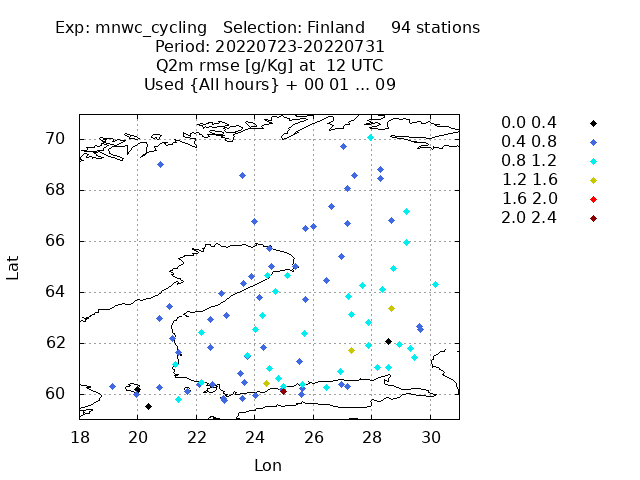 Exp: mnwc_cycling   Selection: Finland     94 stations
Period: 20220723-20220731
Q2m rmse [g/Kg] at  12 UTC
Used {All hours} + 00 01 ... 09
0.0 0.4
0.4 0.8
0.8 1.2
1.2 1.6
1.6 2.0
2.0 2.4
70
68
66
64
62
60
Lat
18 20 22 24 26 28 30
Lon